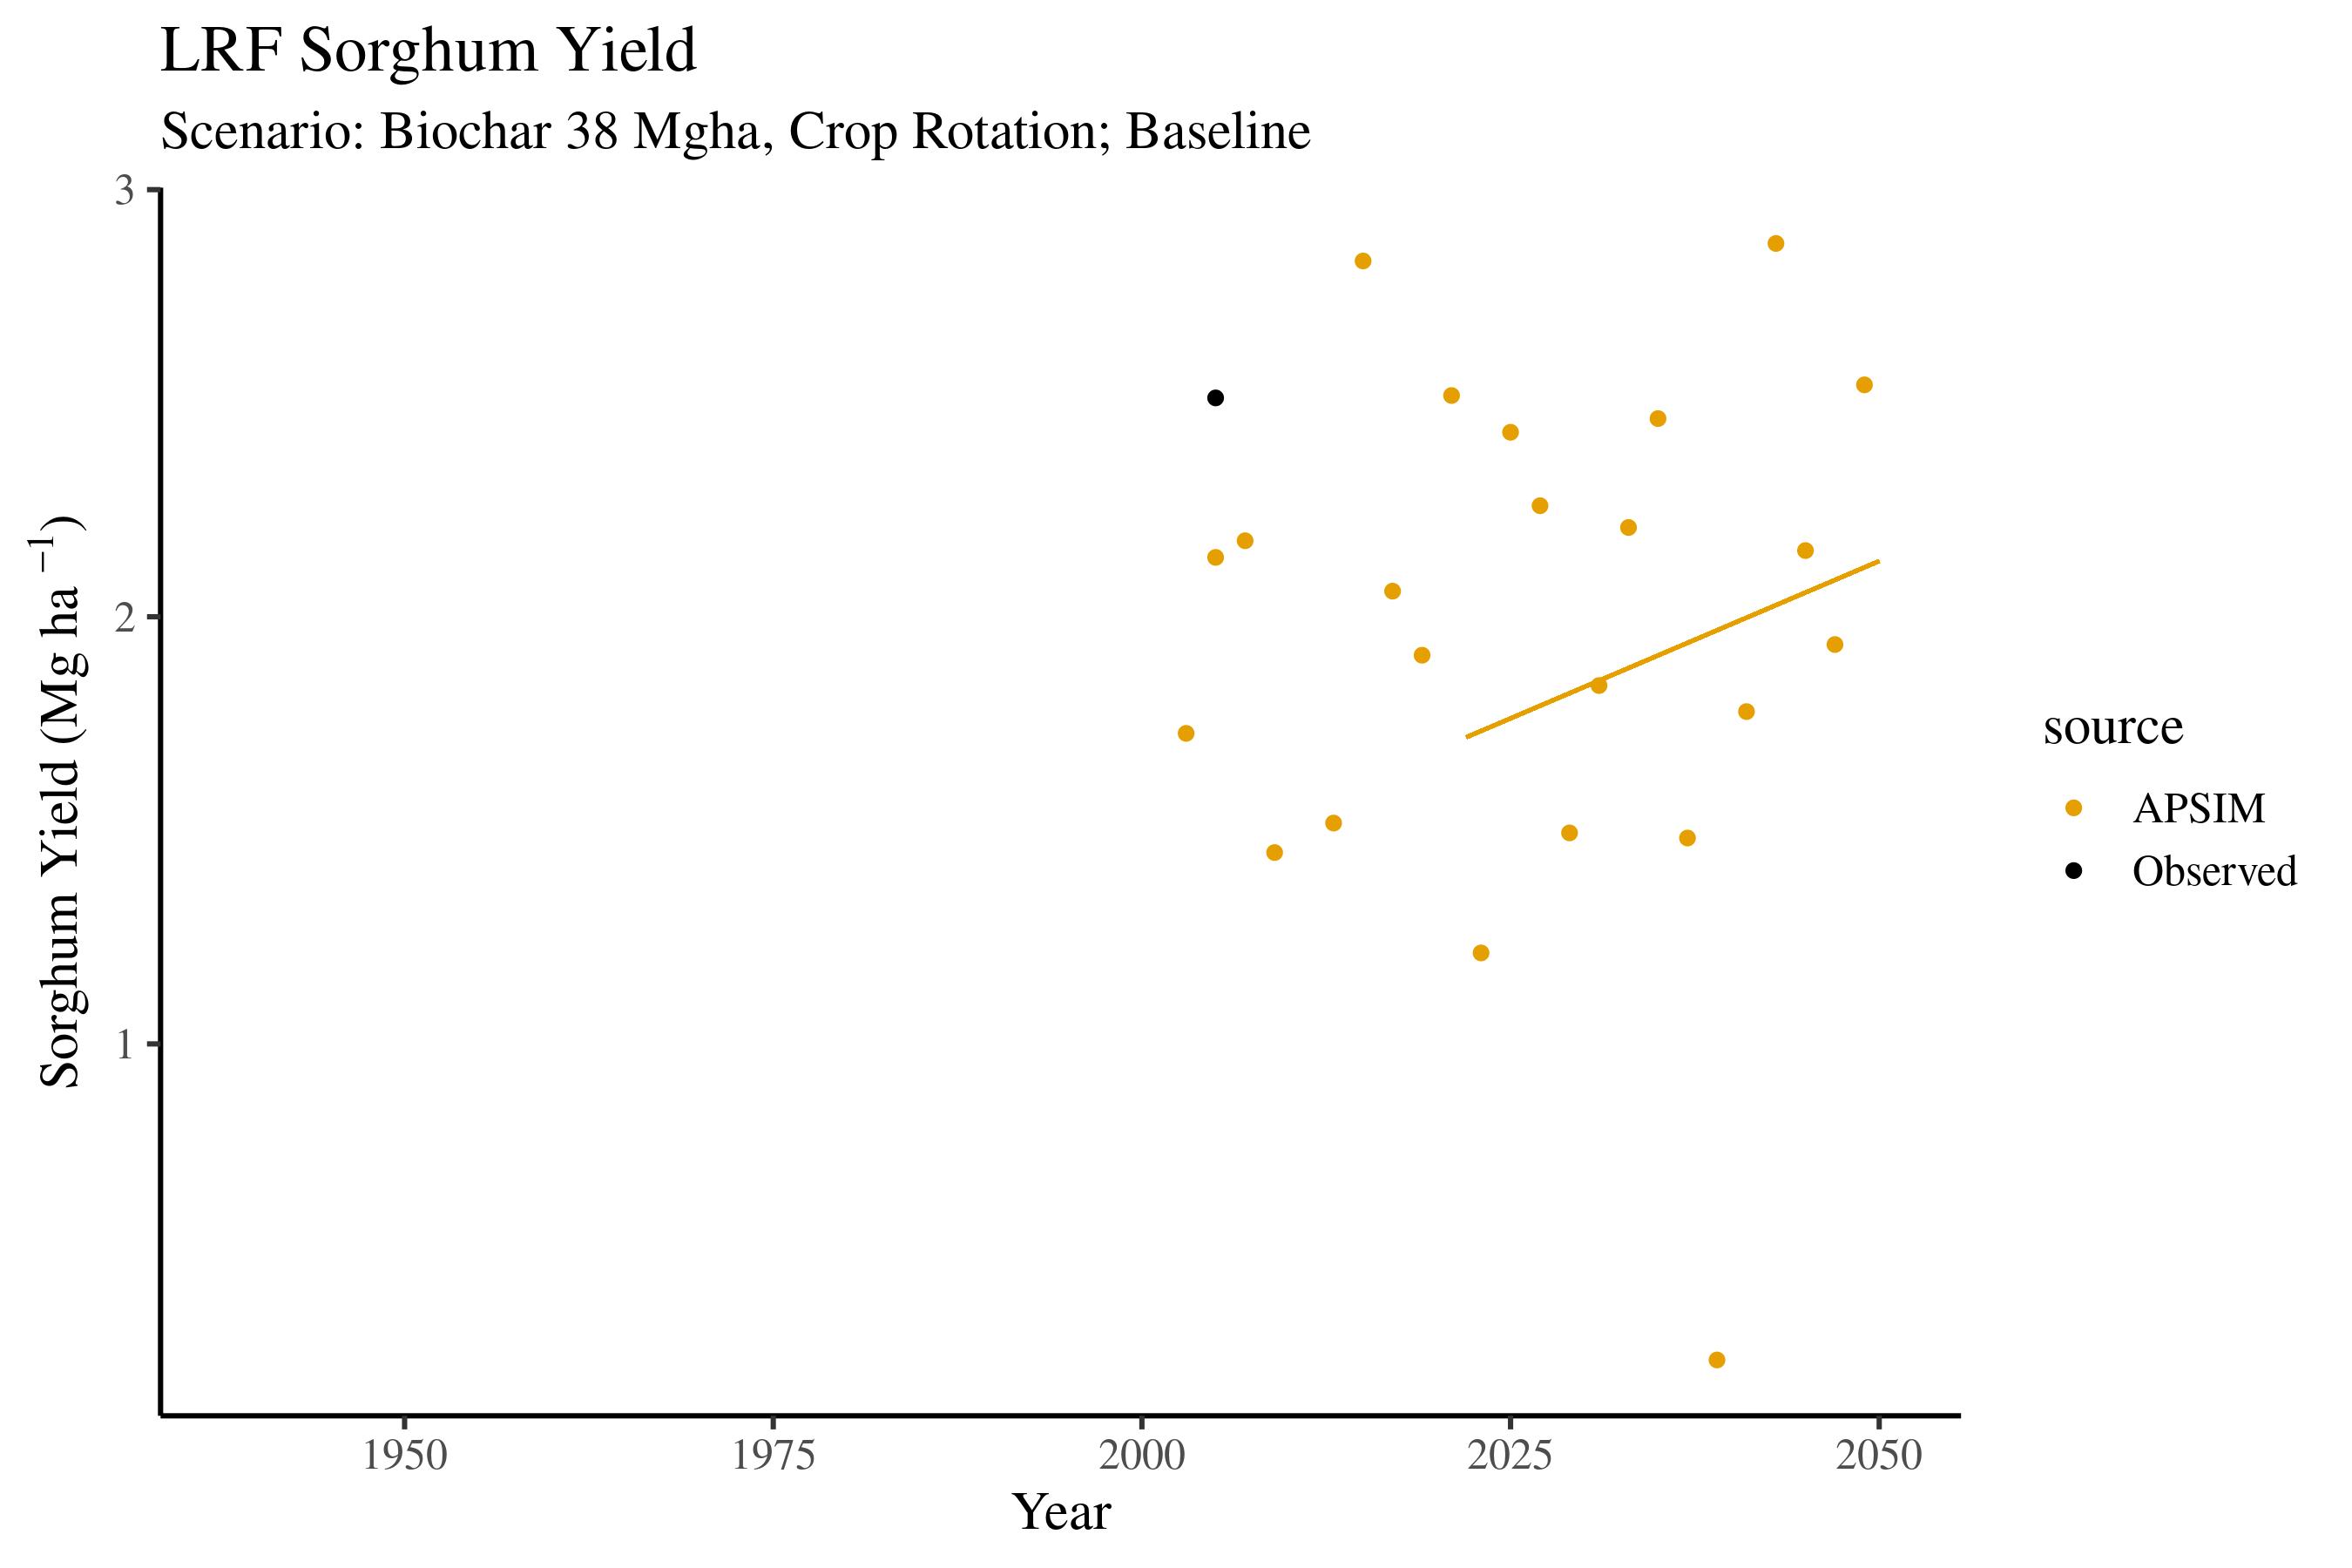 LRF Sorghum Yield
Scenario: Biochar 38 Mgha, Crop Rotation; Baseline
Sorghum Yield (Mg ha −1)
3
2
1
1950
1975
2000
2025
2050
Year
source
APSIM
Observed